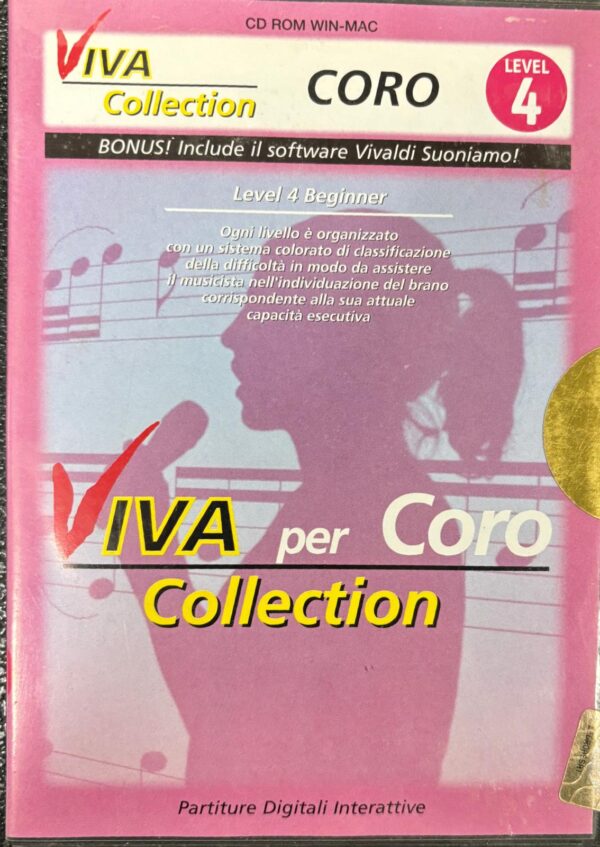 CD ROM WIN-MAC
VIVA
Collection
CORO
LEVEL
4
BONUS! Include il software Vivaldi Suoniamo!
Level 4 Beginner
Ogni livello è organizzato
con un sistema colorato di classificazione
della difficoltà in modo da assistere
il musicista nell'individuazione del brano
corrispondente alla sua attuale
capacità esecutiva
VIVA per Coro
Collection
Partiture Digitali Interattive